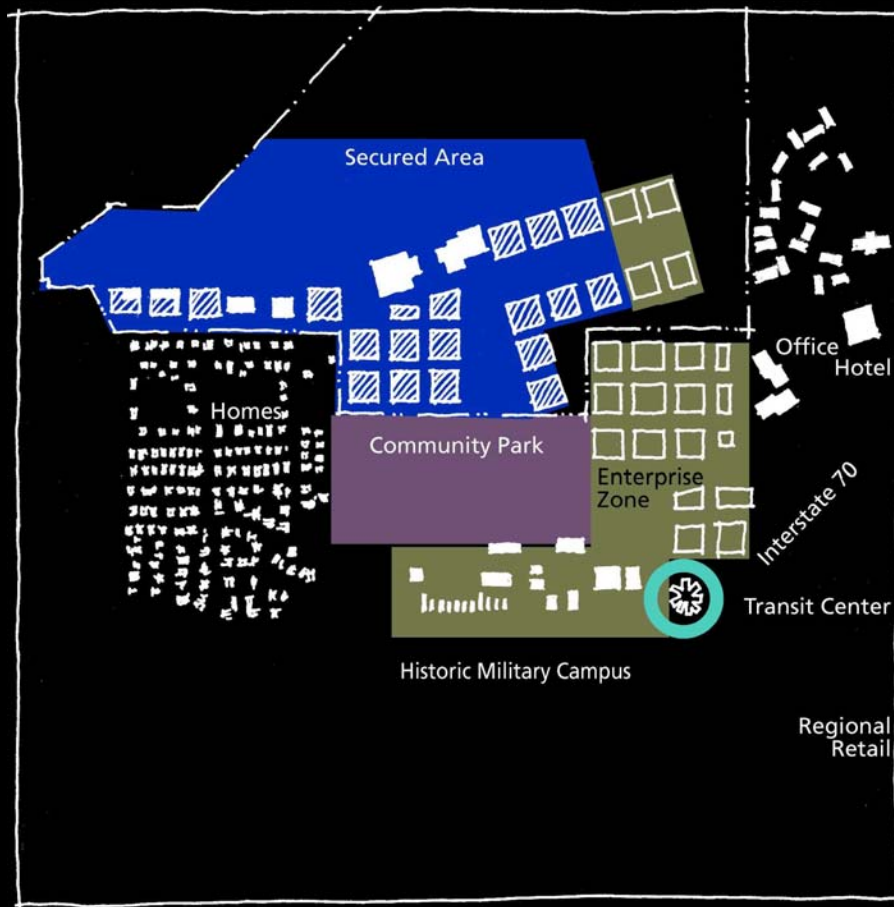 Secured Area
Office
Hotel
Homes
Community Park
Enterprise
Zone
Interstate 70
Transit Center
Historic Military Campus
Regional
Retail